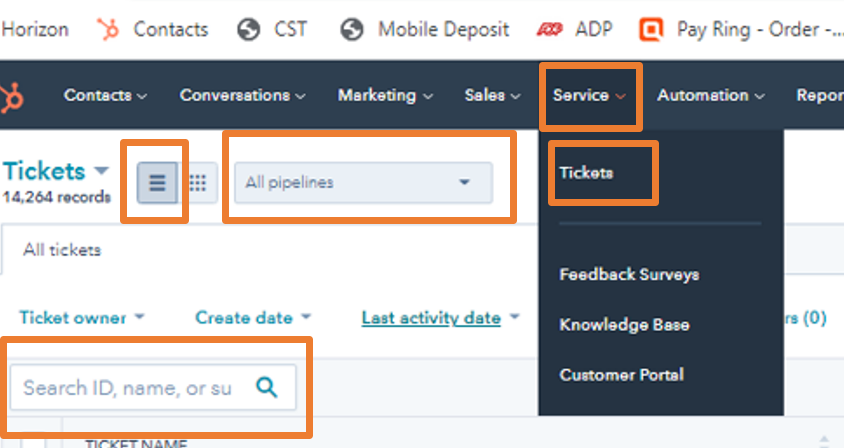 Horizon Contacts CST Mobile Deposit ADP Pay Ring - Order -...
Contacts Conversations Marketing Sales Service Automation Repor
Tickets
14,264 records
All pipelines
Tickets
All tickets
Feedback Surveys
Knowledge Base
Customer Portal
Ticket owner Create date Last activity date rs (0)
Search ID, name, or su
TICKET NAME